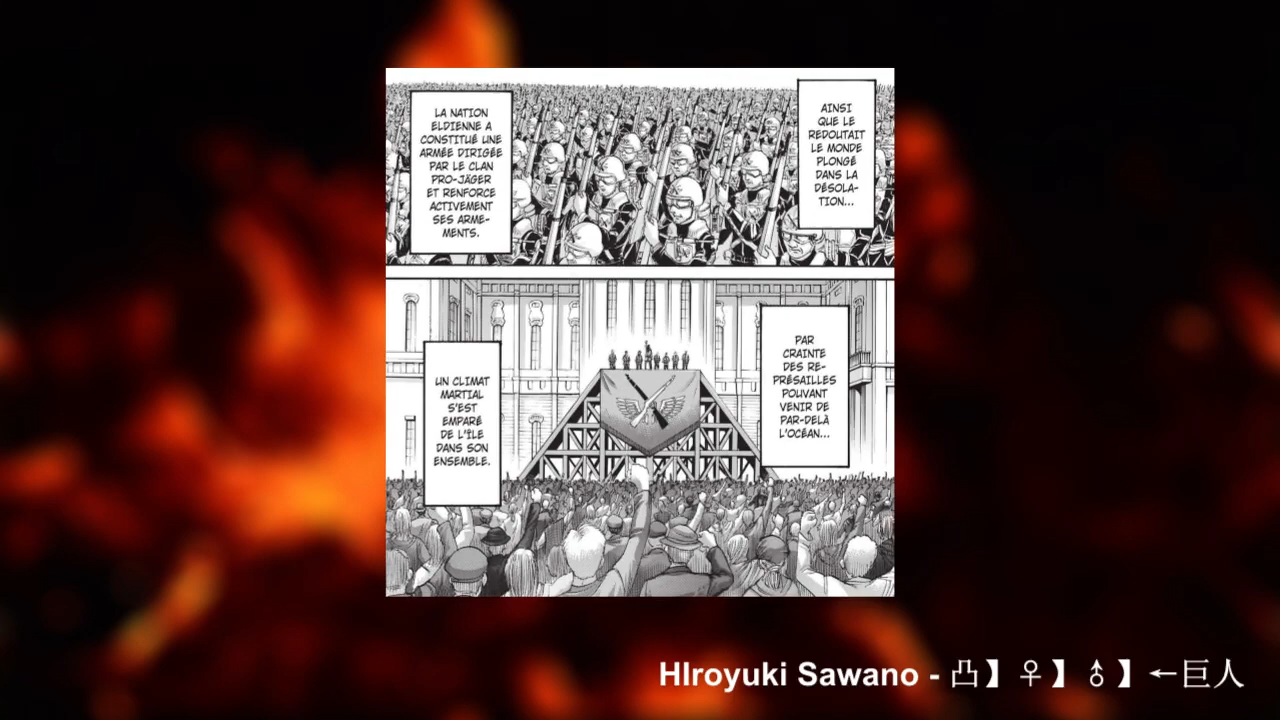 AINSI
QUE LE
REDOUTAIT
LE MONDE
PLONGÉ
DANS LA
DÉSOLA-
TION...
LA NATION
ELDIENNE A
CONSTITUÉ UNE
ARMÉE DIRIGÉE
PAR LE CLAN
PRO-JÄGER
ET RENFORCE
ACTIVEMENT
SES ARME-
MENTS.
PAR
CRAINTE
DES RE-
PRÉSAILLES
POUVANT
VENIR DE
PAR-DELÀ
L'OCÉAN...
UN CLIMAT
MARTIAL
S'EST
EMPARÉ
DE L'ÎLE
DANS SON
ENSEMBLE.
HIroyuki Sawano - 凸】♀】♂】←巨人